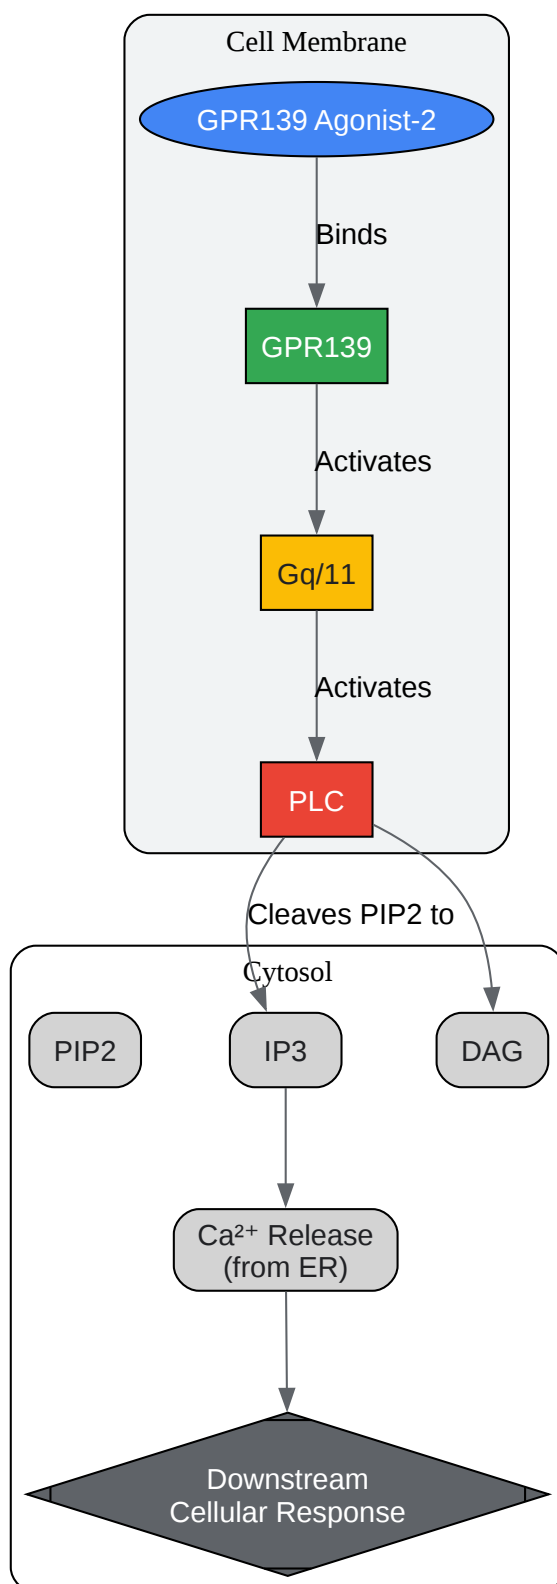 Cell Membrane
GPR139 Agonist-2
Binds
GPR139
Activates
Gq/11
Activates
PLC
Cleaves PIP2 to
Cytosol
PIP2
IP3
DAG
Ca²⁺ Release
(from ER)
Downstream
Cellular Response